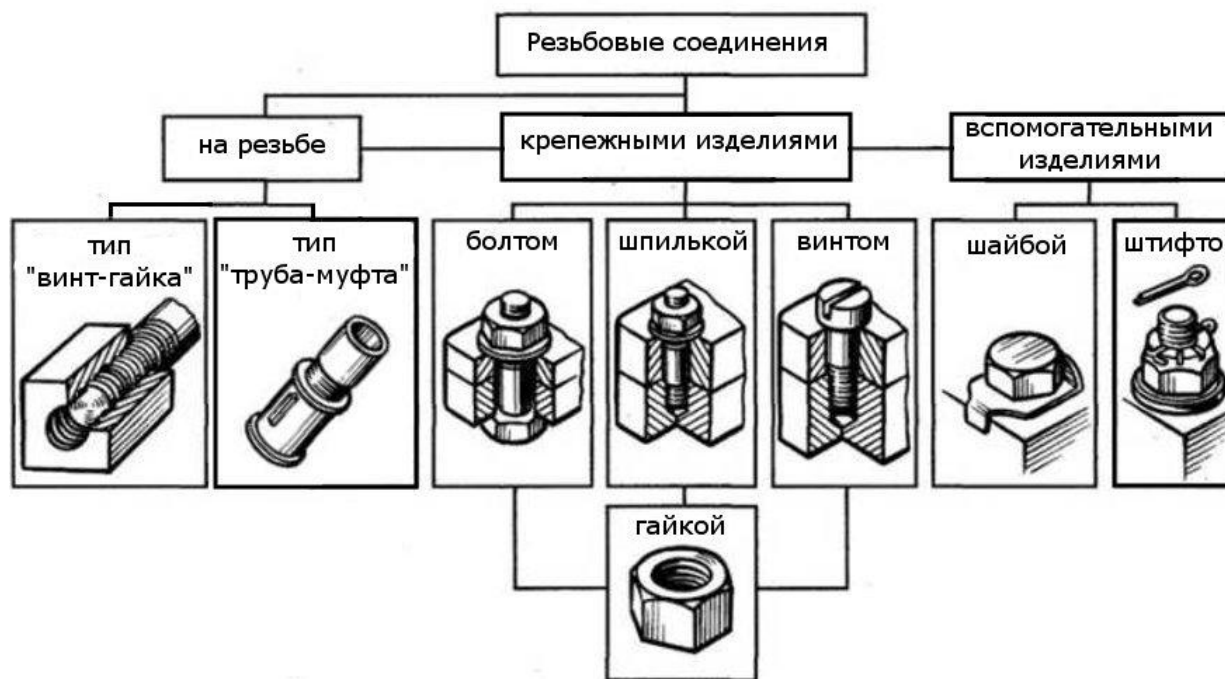 Резьбовые соединения
на резьбе
крепежными изделиями
вспомогательными
изделиями
тип
"винт-гайка"
тип
"труба-муфта"
болтом
шпилькой
винтом
шайбой
штифто
гайкой